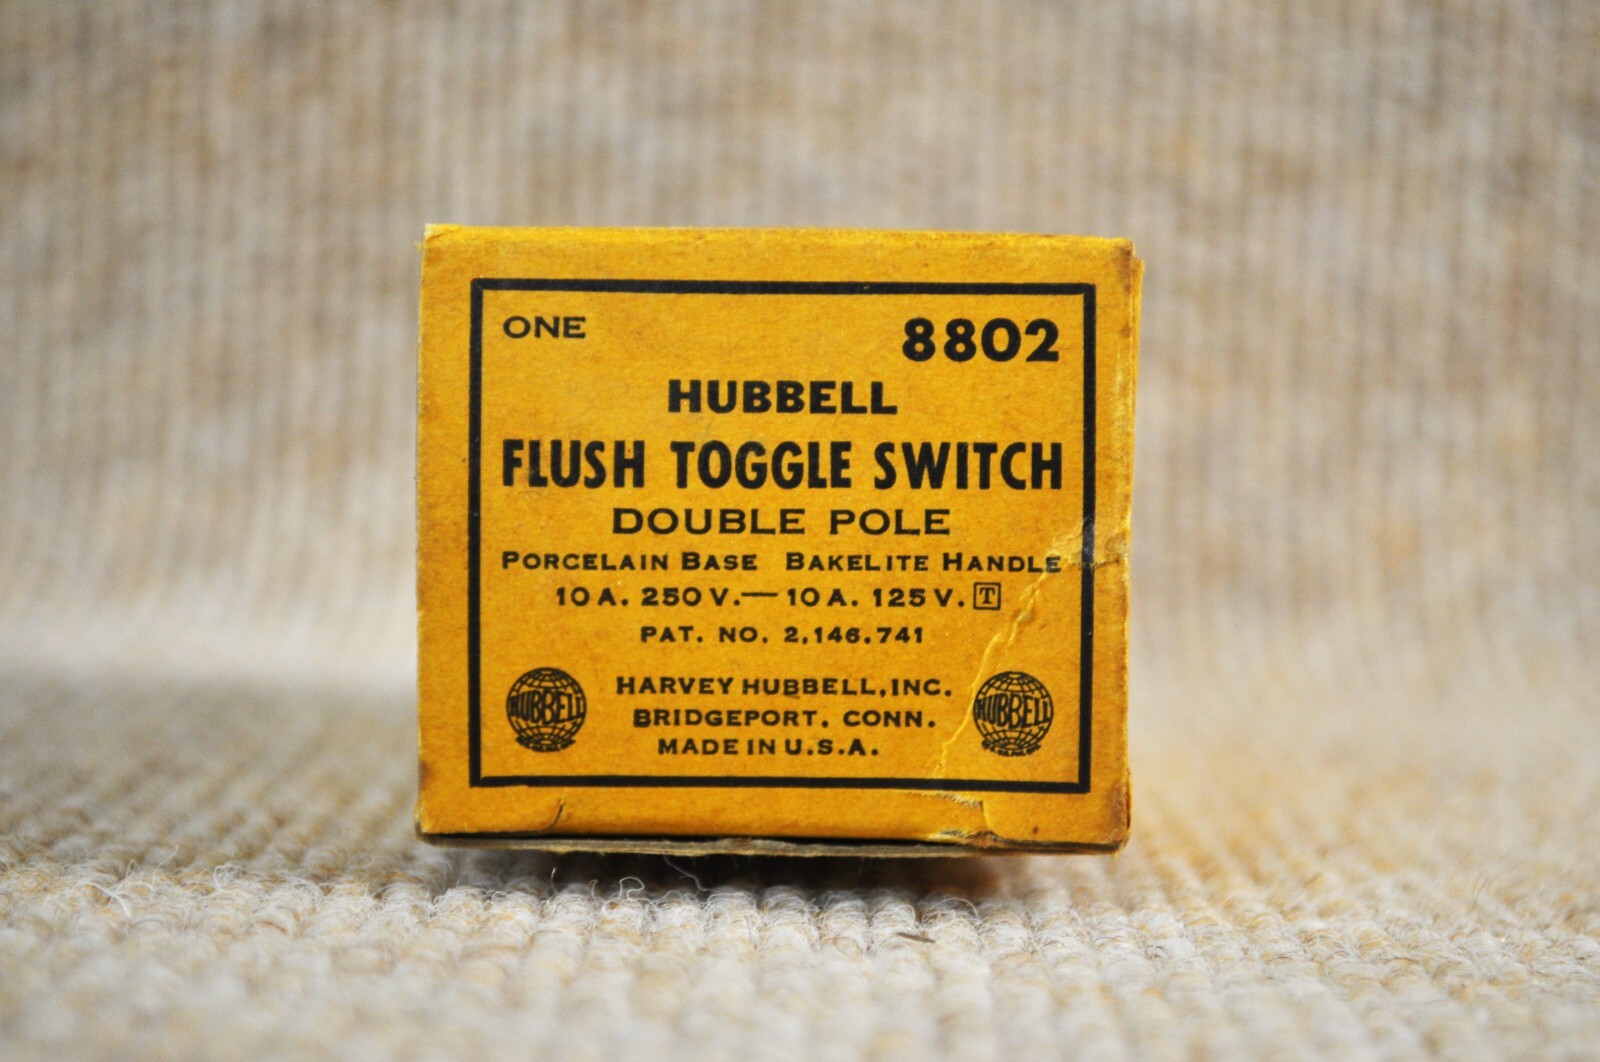 ONE 8802
HUBBELL
FLUSH TOGGLE SWITCH
DOUBLE POLE
PORCELAIN BASE BAKELITE HANDLE
10 A. 250 V.—10 A. 125 V. T
PAT. NO. 2,146,741
HARVEY HUBBELL, INC.
BRIDGEPORT, CONN.
MADE IN U.S.A.
HUBBELL
HUBBELL